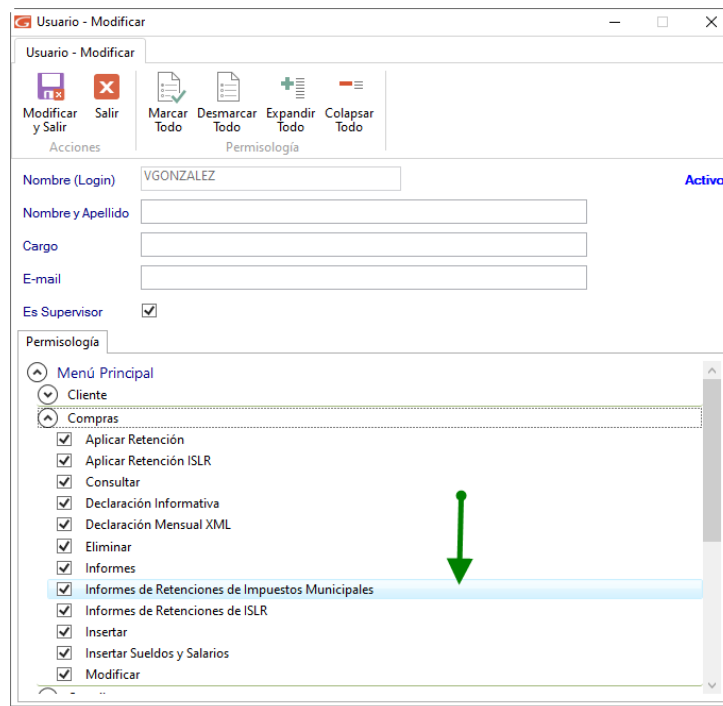 Usuario - Modificar
Usuario - Modificar
Modificar y Salir
Salir
Marcar Todo
Desmarcar Todo
Expandir Todo
Colapsar Todo
Acciones
Permisología
Nombre (Login) VGONZALEZ Activo
Nombre y Apellido
Cargo
E-mail
Es Supervisor
Permisología
Menú Principal
Cliente
Compras
Aplicar Retención
Aplicar Retención ISLR
Consultar
Declaración Informativa
Declaración Mensual XML
Eliminar
Informes
Informes de Retenciones de Impuestos Municipales
Informes de Retenciones de ISLR
Insertar
Insertar Sueldos y Salarios
Modificar